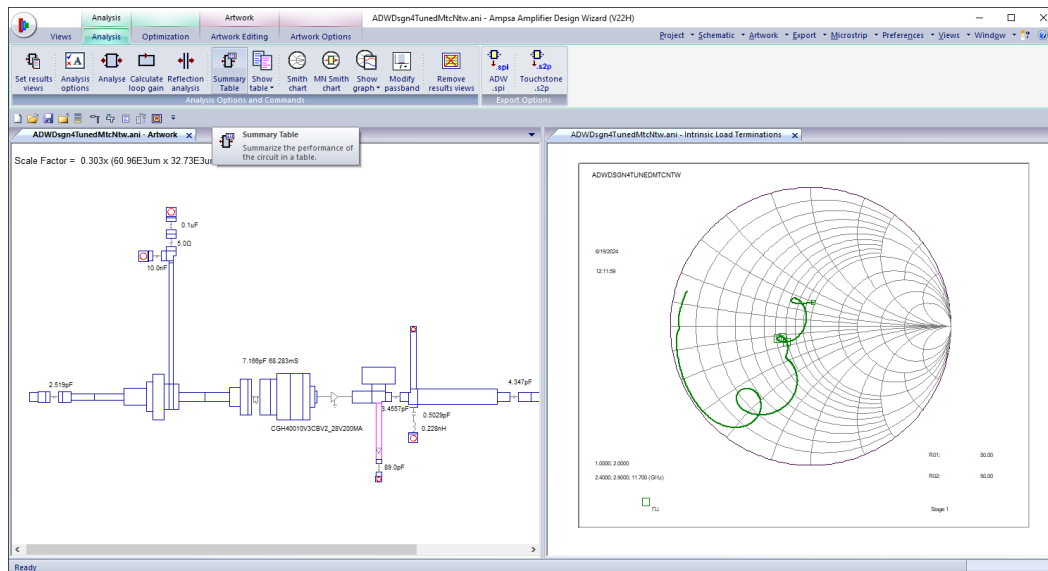 Analysis
Artwork
ADWDsgn4TunedMtcNtw.ani - Ampsa Amplifier Design Wizard (V22H)
Views
Analysis
Optimization
Artwork Editing
Artwork Options
Project
Schematic
Artwork
Export
Microstrip
Preferences
Views
Window
?
Set results views
Analysis options
Analyse
Calculate loop gain
Reflection analysis
Summary Table
Show table
Smith chart
MN Smith chart
Show graph
Modify passband
Remove results views
.spi
ADW .spi
.s2p
Touchstone .s2p
Analysis Options and Commands
Export Options
ADWDsgn4TunedMtcNtw.ani - Artwork
Summary Table
Summarize the performance of
the circuit in a table.
ADWDsgn4TunedMtcNtw.ani - Intrinsic Load Terminations
Scale Factor = 0.303x (60.96E3um x 32.73E3u
0.1uF
5.0Ω
10.0nF
2.519pF
7.166pF 68.283mS
CGH40010V3CBV2_28V200MA
3.4557pF
0.5029pF
0.228nH
4.347pF
89.0pF
ADWDSGN4TUNEDMTCNTW
6/19/2024
12:11:59
1.0000; 2.0000
2.4000; 2.9000; 11.700 (GHz)
ΓLi
R01: 50.00
R02: 50.00
Stage 1
Ready